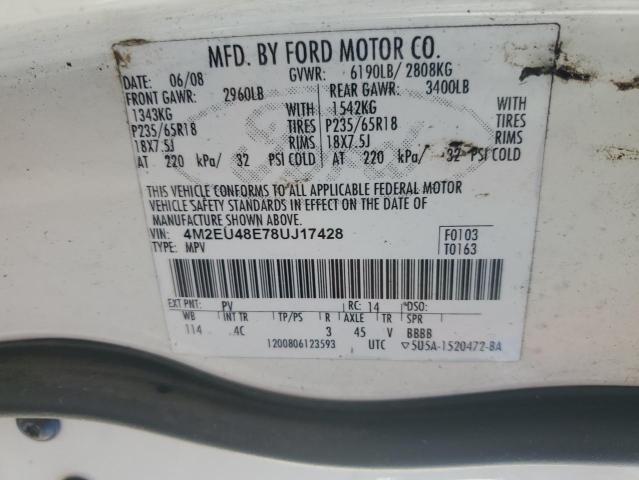 MFD. BY FORD MOTOR CO.
DATE: 06/08 GVWR: 6190LB/ 2808KG
FRONT GAWR: 2960LB REAR GAWR: 3400LB
1343KG WITH 1542KG WITH
P235/65R18 TIRES P235/65R18 TIRES
18X7.5J RIMS 18X7.5J RIMS
AT 220 kPa/ 32 PSI COLD AT 220 kPa/ 32 PSI COLD
THIS VEHICLE CONFORMS TO ALL APPLICABLE FEDERAL MOTOR
VEHICLE SAFETY STANDARDS IN EFFECT ON THE DATE OF
MANUFACTURE SHOWN ABOVE.
VIN: 4M2EU48E78UJ17428 F0103
TYPE: MPV T0163
EXT PNT: PV RC: 14 DSO:
WB INT TR TP/PS R AXLE TR SPR
114 4C 3 45 V BBBB
1200806123593 UTC ▽5U5A-1520472-BA
Ford